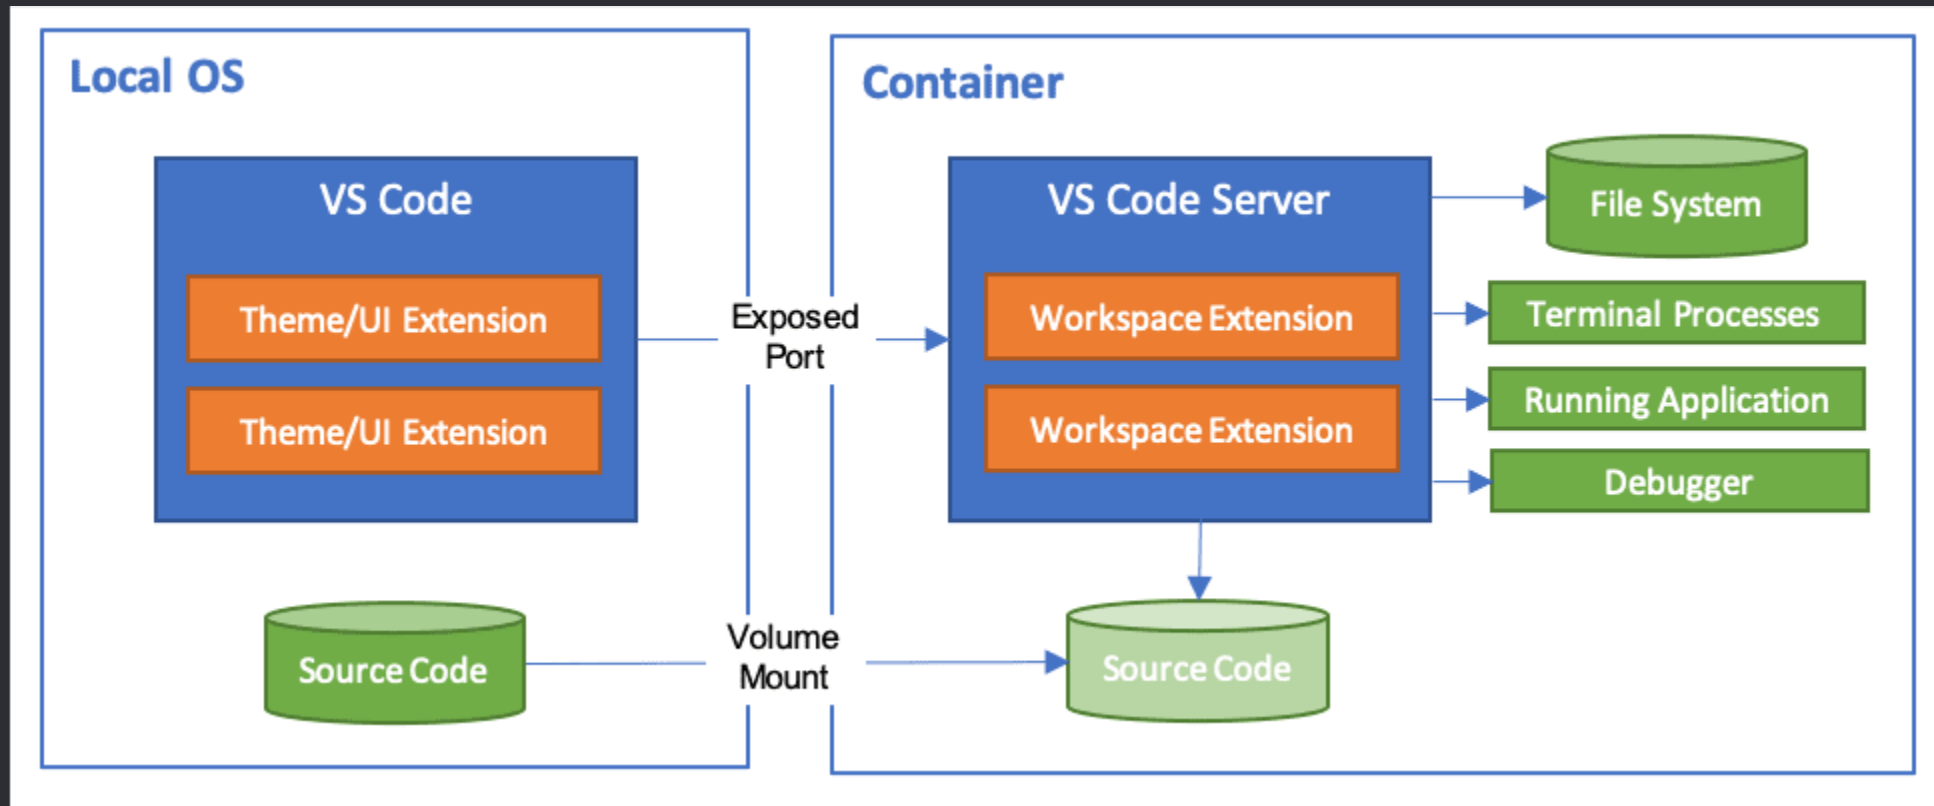 Local OS
VS Code
Theme/UI Extension
Theme/UI Extension
Source Code
Exposed
Port
Volume
Mount
Container
VS Code Server
Workspace Extension
Workspace Extension
Source Code
File System
Terminal Processes
Running Application
Debugger